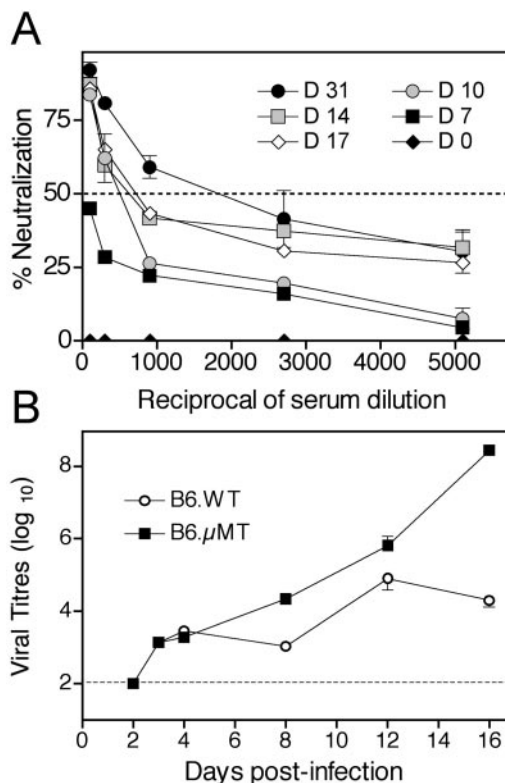 A
% Neutralization
75
50
25
0
D 31
D 10
D 14
D 7
D 17
D 0
0 1000 2000 3000 4000 5000
Reciprocal of serum dilution
B
Viral Titres (log 10)
8
6
4
2
B6.WT
B6.µMT
0 2 4 6 8 10 12 14 16
Days post-infection